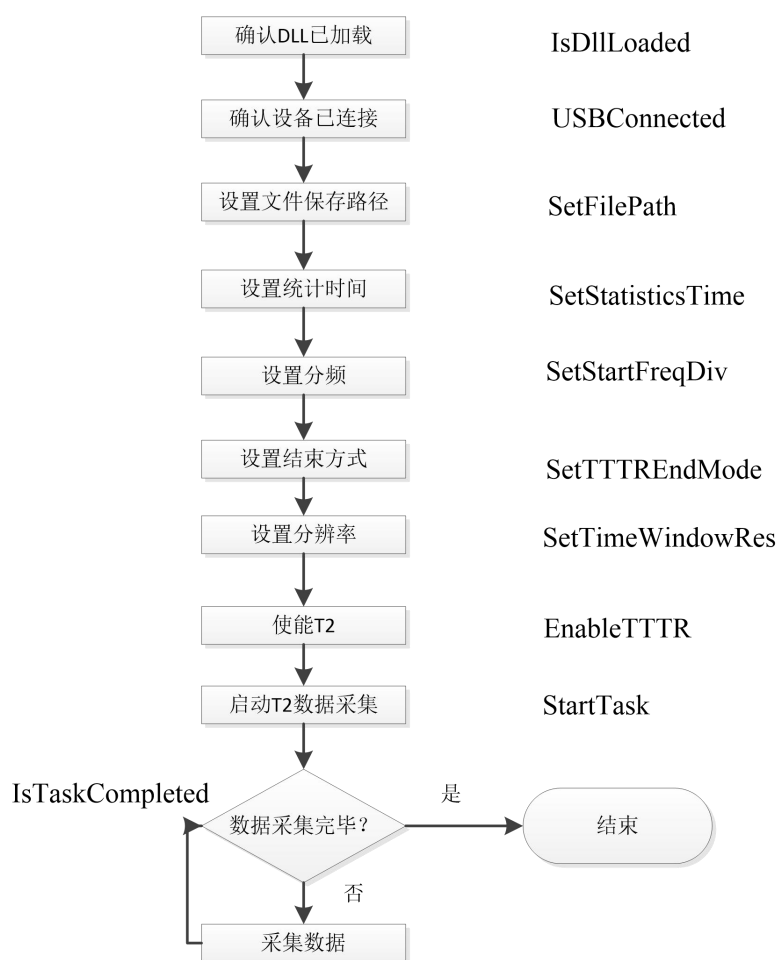 确认DLL已加载
IsDllLoaded
确认设备已连接
USBConnected
设置文件保存路径
SetFilePath
设置统计时间
SetStatisticsTime
设置分频
SetStartFreqDiv
设置结束方式
SetTTTREndMode
设置分辨率
SetTimeWindowRes
使能T2
EnableTTTR
启动T2数据采集
StartTask
IsTaskCompleted
数据采集完毕?
是
结束
否
采集数据